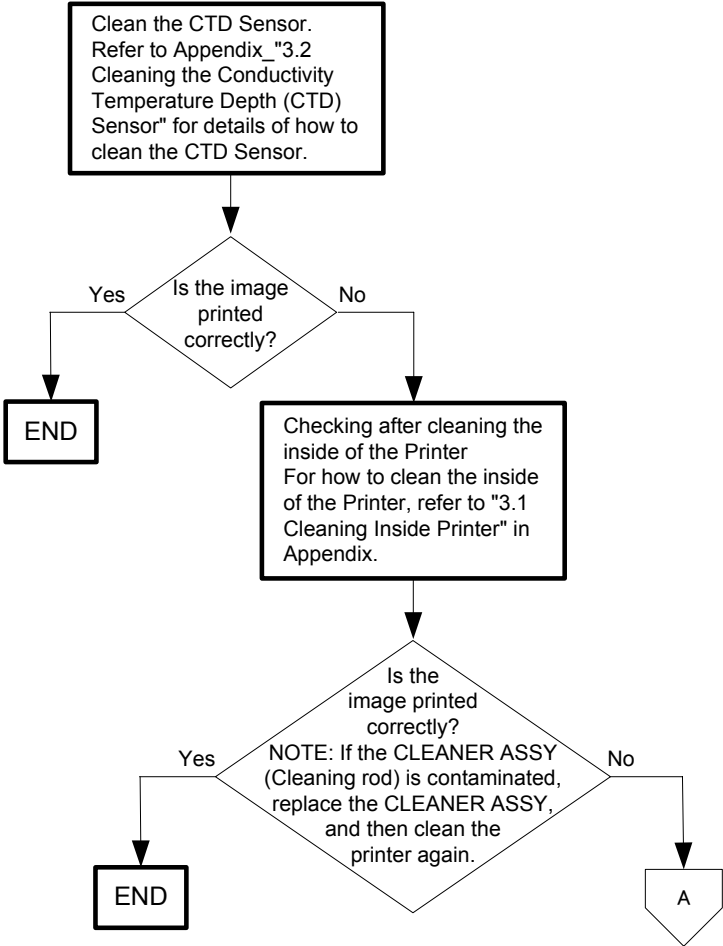 Clean the CTD Sensor.
Refer to Appendix_"3.2
Cleaning the Conductivity
Temperature Depth (CTD)
Sensor" for details of how to
clean the CTD Sensor.
Is the image
printed
correctly?
Yes
No
END
Checking after cleaning the
inside of the Printer
For how to clean the inside
of the Printer, refer to "3.1
Cleaning Inside Printer" in
Appendix.
Is the
image printed
correctly?
NOTE: If the CLEANER ASSY
(Cleaning rod) is contaminated,
replace the CLEANER ASSY,
and then clean the
printer again.
Yes
No
END
A